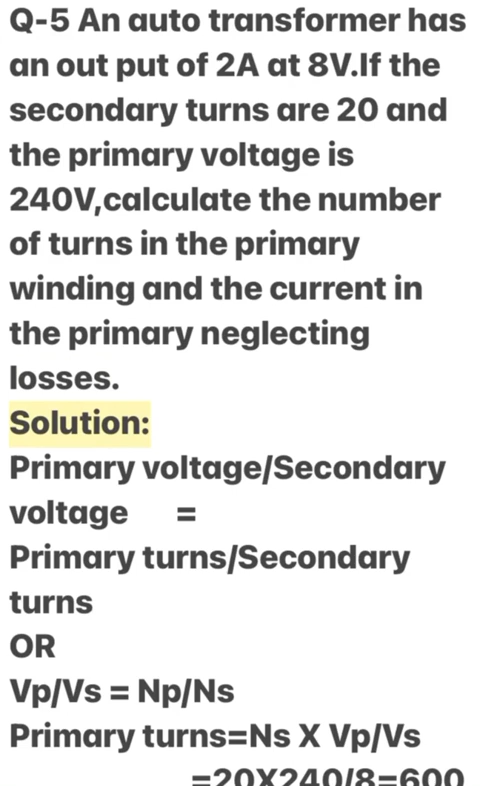 Q-5 An auto transformer has
an out put of 2A at 8V.If the
secondary turns are 20 and
the primary voltage is
240V,calculate the number
of turns in the primary
winding and the current in
the primary neglecting
losses.
Solution:
Primary voltage/Secondary
voltage =
Primary turns/Secondary
turns
OR
Vp/Vs = Np/Ns
Primary turns=Ns X Vp/Vs
=20X240/8=600